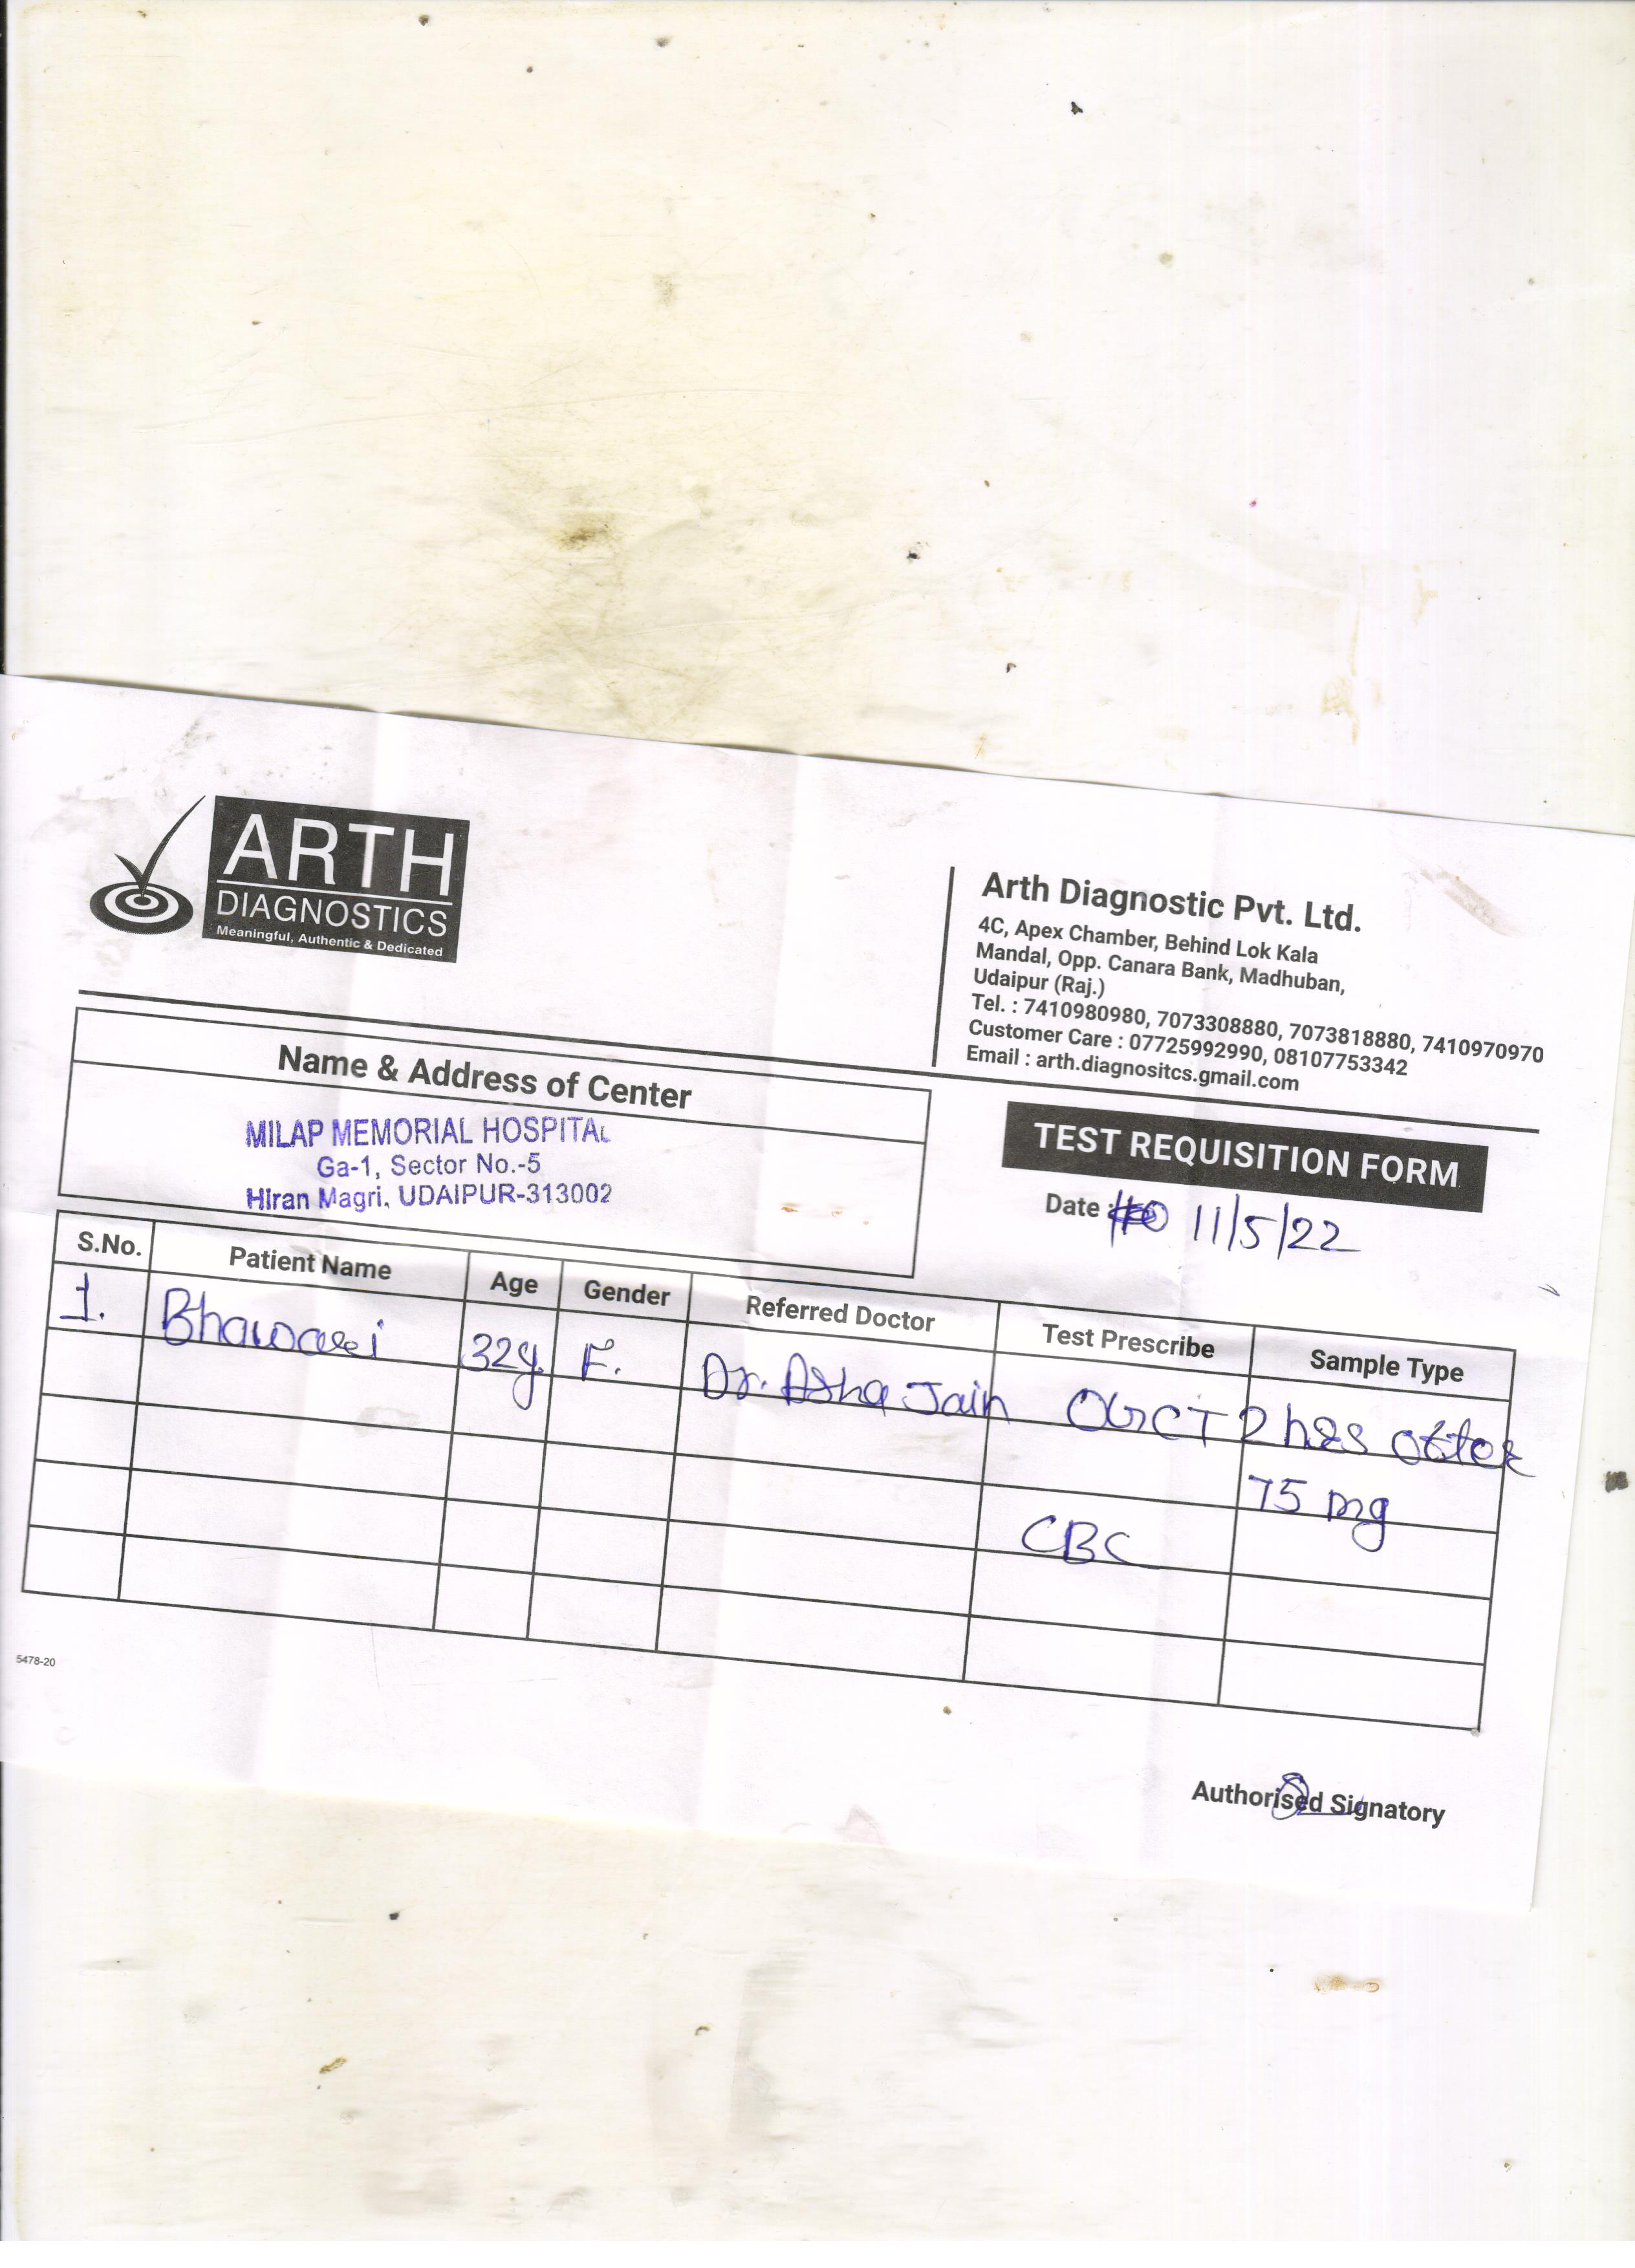 ARTH
DIAGNOSTICS
Meaningful, Authentic & Dedicated
Arth Diagnostic Pvt. Ltd.
4C, Apex Chamber, Behind Lok Kala
Mandal, Opp. Canara Bank, Madhuban,
Udaipur (Raj.)
Tel. : 7410980980, 7073308880, 7073818880, 7410970970
Customer Care : 07725992990, 08107753342
Email : arth.diagnositcs.gmail.com
Name & Address of Center
MILAP MEMORIAL HOSPITAL
Ga-1, Sector No.-5
Hiran Magri, UDAIPUR-313002
TEST REQUISITION FORM
Date : 11/5/22
S.No. Patient Name Age Gender Referred Doctor Test Prescribe Sample Type
1. 32y. F. Dr. Asha Jain OGCT 2 hrs after
75 mg
CBC
5478-20
Authorised Signatory